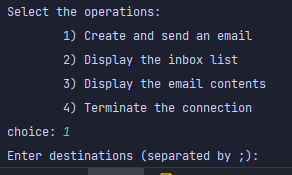 Select the operations:
1) Create and send an email
2) Display the inbox list
3) Display the email contents
4) Terminate the connection
choice: 1
Enter destinations (separated by ;):